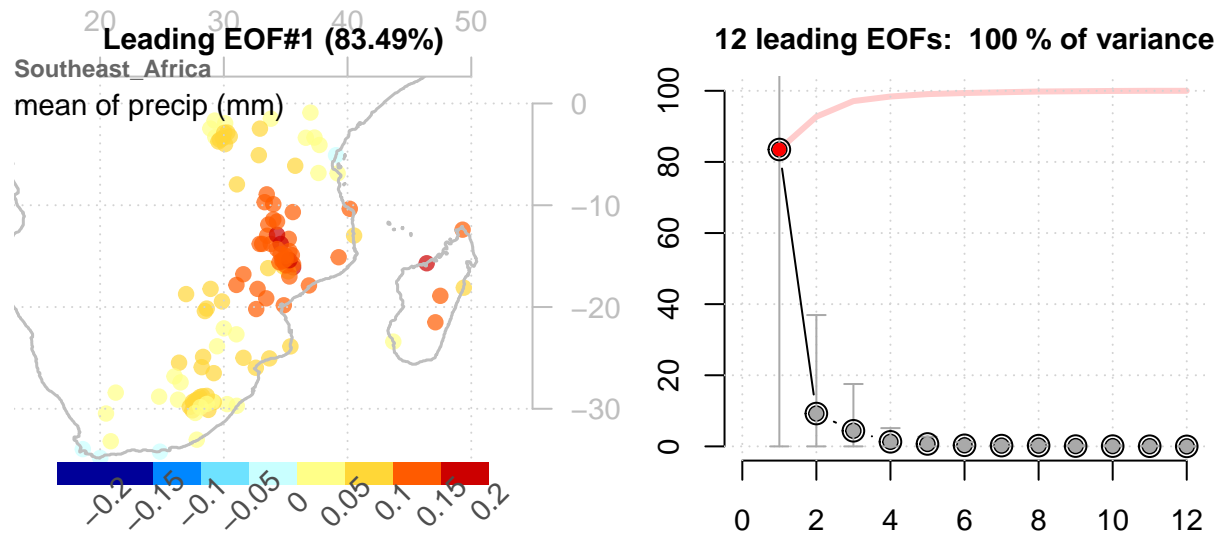 20 30 40 50
Leading EOF#1 (83.49%)
Southeast_Africa
mean of precip (mm)
0
−10
−20
−30
−0.2 −0.15 −0.1 −0.05 0 0.05 0.1 0.15 0.2
12 leading EOFs: 100 % of variance
100
80
60
40
20
0
0 2 4 6 8 10 12